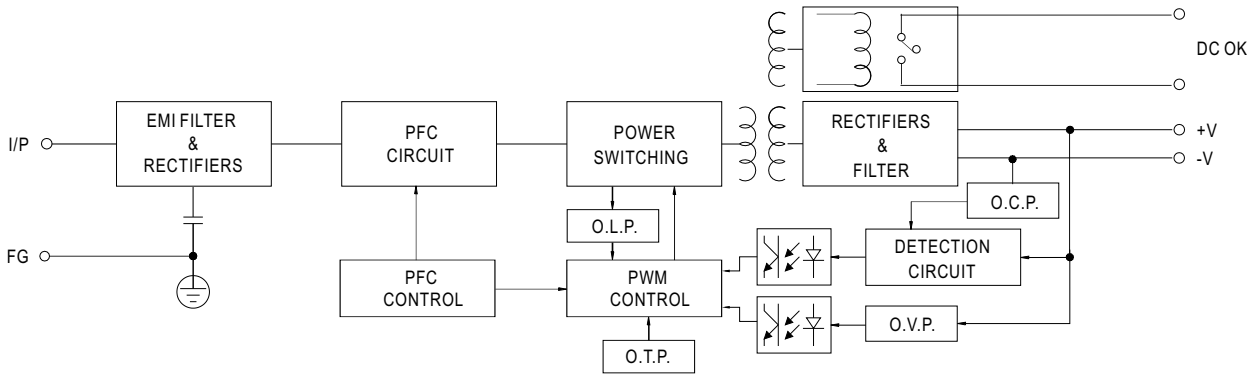 DC OK
I/P
EMI FILTER
&
RECTIFIERS
PFC
CIRCUIT
POWER
SWITCHING
RECTIFIERS
&
FILTER
+V
-V
O.C.P.
O.L.P.
DETECTION
CIRCUIT
FG
PFC
CONTROL
PWM
CONTROL
O.V.P.
O.T.P.